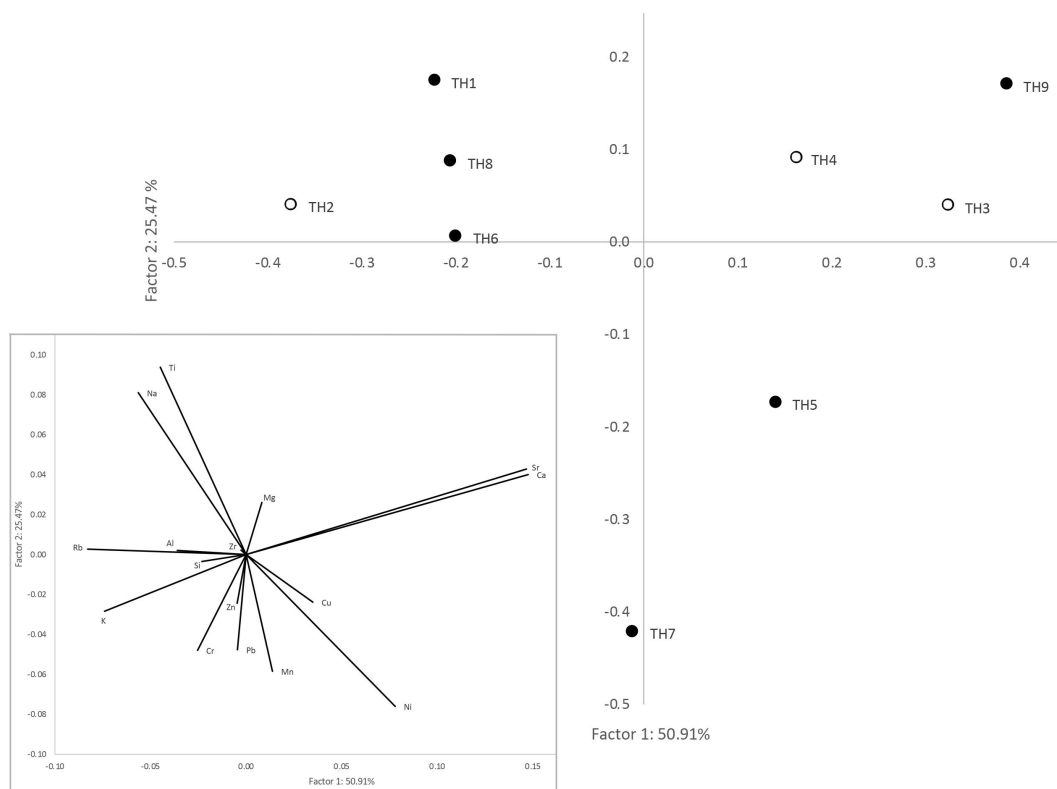 0.2
TH1
TH9
0.1
TH8
TH4
TH2
TH3
TH6
0.0
-0.5
-0.4
-0.3
-0.2
-0.1
0.0
0.1
0.2
0.3
0.4
Factor 2: 25.47 %
-0.1
TH5
-0.2
-0.3
-0.4
TH7
-0.5
Factor 1: 50.91%
0.10
Ti
0.08
Na
0.06
0.04
Sr
Ca
0.02
Mg
Factor 2: 25.47%
0.00
Rb
Al
Zr
Si
-0.02
Zn
Cu
K
-0.04
Cr
Pb
Mn
-0.06
Ni
-0.08
-0.10
-0.10
-0.05
0.00
0.05
0.10
0.15
Factor 1: 50.91%